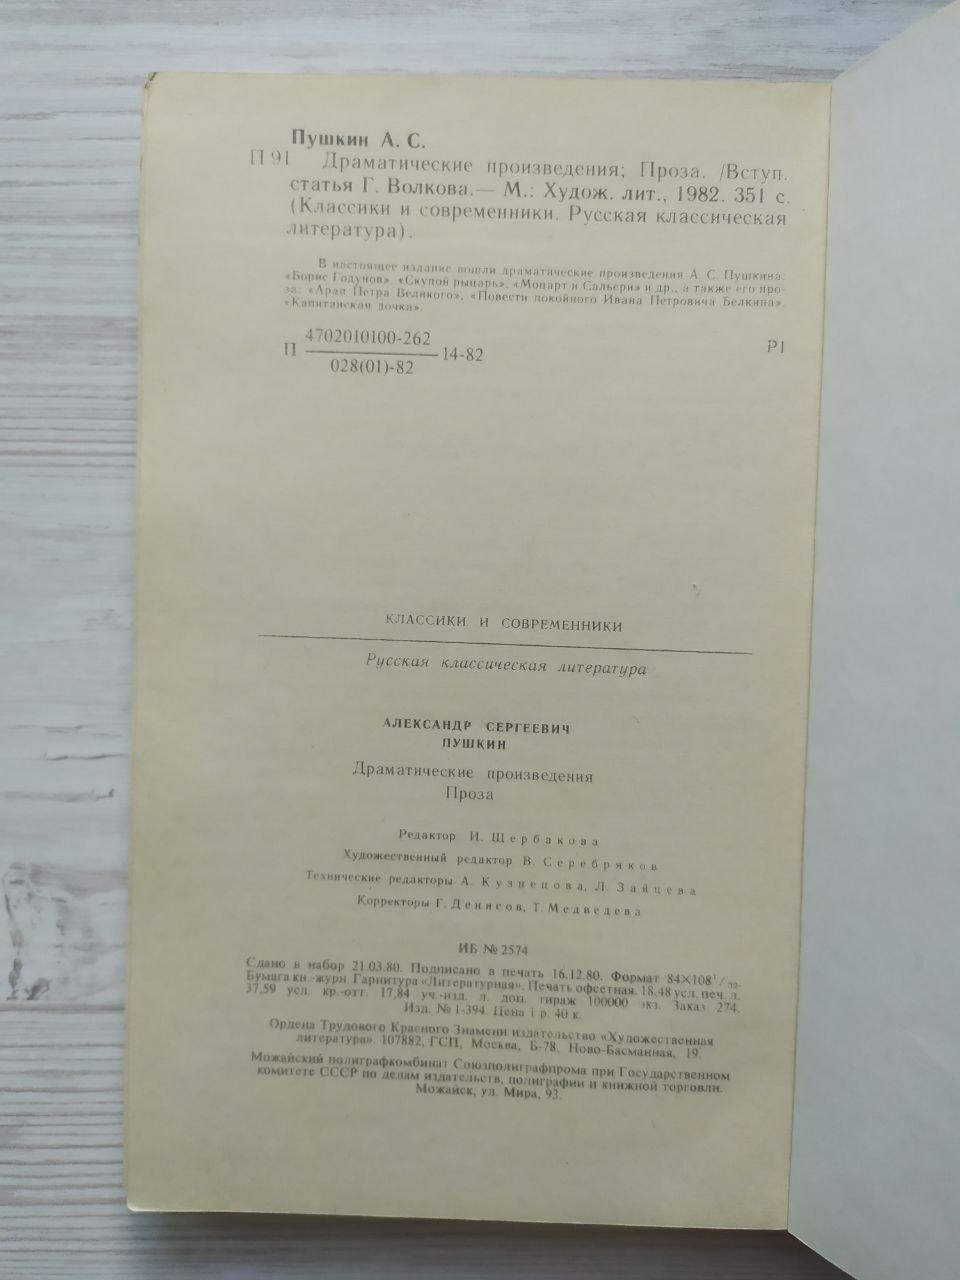 Пушкин А. С.
П 91 Драматические произведения; Проза. /Вступ.
статья Г. Волкова.— М.: Худож. лит., 1982. 351 с.
(Классики и современники. Русская классическая
литература).
В настоящее издание вошли драматические произведения А. С. Пушкина:
«Борис Годунов», «Скупой рыцарь», «Моцарт и Сальери» и др., а также его про-
за: «Арап Петра Великого», «Повести покойного Ивана Петровича Белкина»,
«Капитанская дочка».
4702010100-262
П 14-82 Р1
028(01)-82
КЛАССИКИ И СОВРЕМЕННИКИ
Русская классическая литература
АЛЕКСАНДР СЕРГЕЕВИЧ
ПУШКИН
Драматические произведения
Проза
Редактор И. Щербакова
Художественный редактор В. Серебряков
Технические редакторы А. Кузнецова, Л. Зайцева
Корректоры Г. Денисов, Т. Медведева
ИБ № 2574
Сдано в набор 21.03.80. Подписано в печать 16.12.80. Формат 84×108¹/₃₂.
Бумага кн.-журн. Гарнитура «Литературная». Печать офсетная. 18,48 усл. печ. л.
37,59 усл. кр.-отт. 17,84 уч.-изд. л. доп. тираж 100000 экз. Заказ 274.
Изд. № 1-394. Цена 1 р. 40 к.
Ордена Трудового Красного Знамени издательство «Художественная
литература» 107882, ГСП, Москва, Б-78, Ново-Басманная, 19.
Можайский полиграфкомбинат Союзполиграфпрома при Государственном
комитете СССР по делам издательств, полиграфии и книжной торговли.
Можайск, ул. Мира, 93.